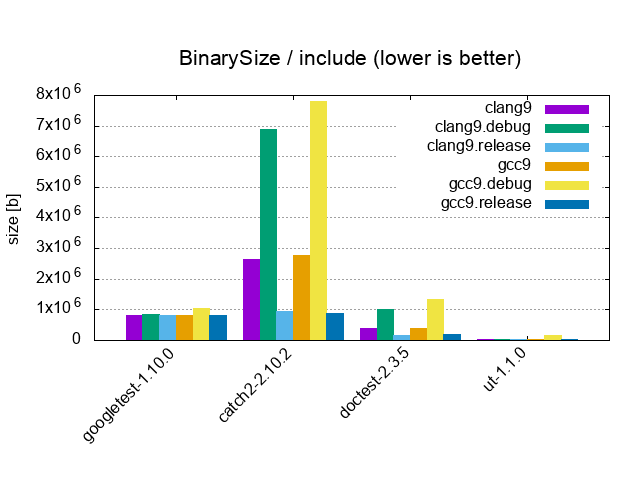 BinarySize / include (lower is better)
size [b]
8x10^6
7x10^6
6x10^6
5x10^6
4x10^6
3x10^6
2x10^6
1x10^6
0
clang9
clang9.debug
clang9.release
gcc9
gcc9.debug
gcc9.release
googletest-1.10.0
catch2-2.10.2
doctest-2.3.5
ut-1.1.0